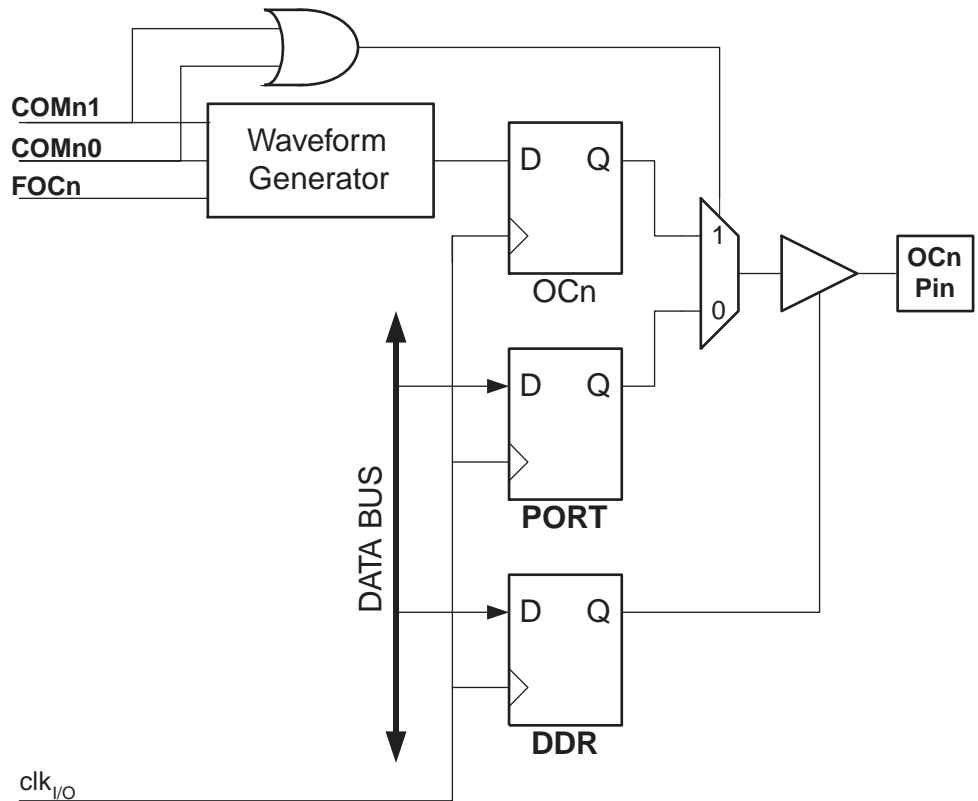 COMn1
COMn0
FOCn
Waveform
Generator
D Q
OCn
1
0
OCn
Pin
D Q
PORT
DATA BUS
D Q
DDR
clkI/O